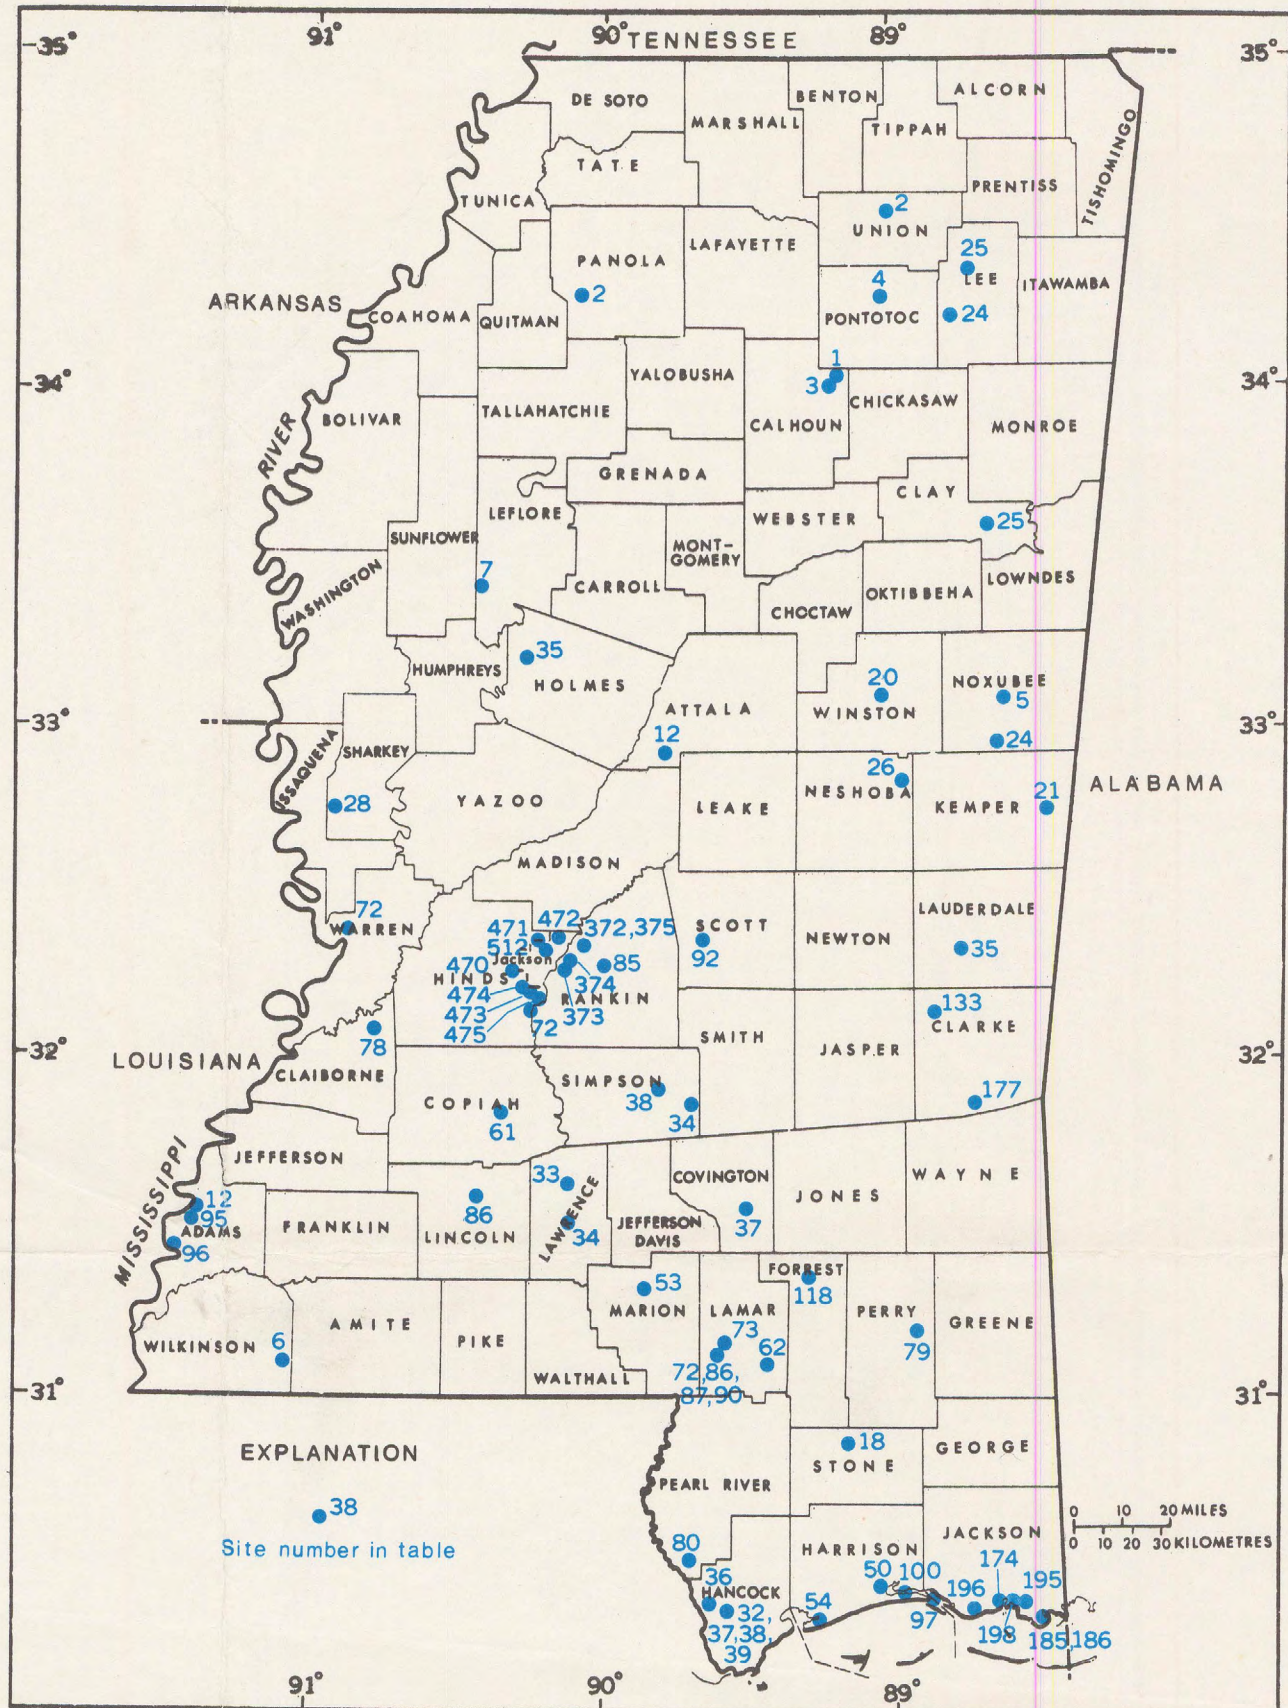 91°
90°
TENNESSEE
89°
35°
35°
DE SOTO
BENTON
ALCORN
MARSHALL
TIPPAH
TISHOMINGO
TATE
PRENTISS
TUNICA
2
UNION
LAFAYETTE
PANOLA
25
LEE
2
4
ITAWAMBA
ARKANSAS
COAHOMA
QUITMAN
PONTOTOC
24
34°
34°
1
3
YALOBUSHA
CHICKASAW
BOLIVAR
TALLAHATCHIE
CALHOUN
MONROE
RIVER
GRENADA
CLAY
LEFLORE
WEBSTER
25
SUNFLOWER
MONT-
GOMERY
WASHINGTON
7
CARROLL
OKTIBBEHA
LOWNDES
CHOCTAW
HUMPHREYS
35
HOLMES
NOXUBEE
20
5
ATTALA
WINSTON
33°
33°
12
24
SHARKEY
ISSAQUENA
26
NESHOBA
28
YAZOO
LEAKE
KEMPER
21
ALABAMA
MADISON
72
WARREN
471
472
372,375
SCOTT
LAUDERDALE
512
Jackson
92
NEWTON
35
470
HINDS
85
374
474
RANKIN
473
373
475
72
133
CLARKE
78
SMITH
JASPER
32°
32°
LOUISIANA
CLAIBORNE
SIMPSON
38
34
177
COPIAH
61
MISSISSIPPI
JEFFERSON
33
COVINGTON
WAYNE
JONES
12
95
ADAMS
96
FRANKLIN
86
LINCOLN
LAWRENCE
34
JEFFERSON
DAVIS
37
FORREST
118
53
MARION
LAMAR
PERRY
GREENE
WILKINSON
6
AMITE
PIKE
73
62
79
72,86,
87,90
WALTHALL
31°
31°
EXPLANATION
18
STONE
GEORGE
PEARL RIVER
38
Site number in table
0 10 20 MILES
0 10 20 30 KILOMETRES
JACKSON
HARRISON
80
50
100
174
195
36
HANCOCK
54
196
32,
97
198
185,186
37,38,
39
91°
90°
89°